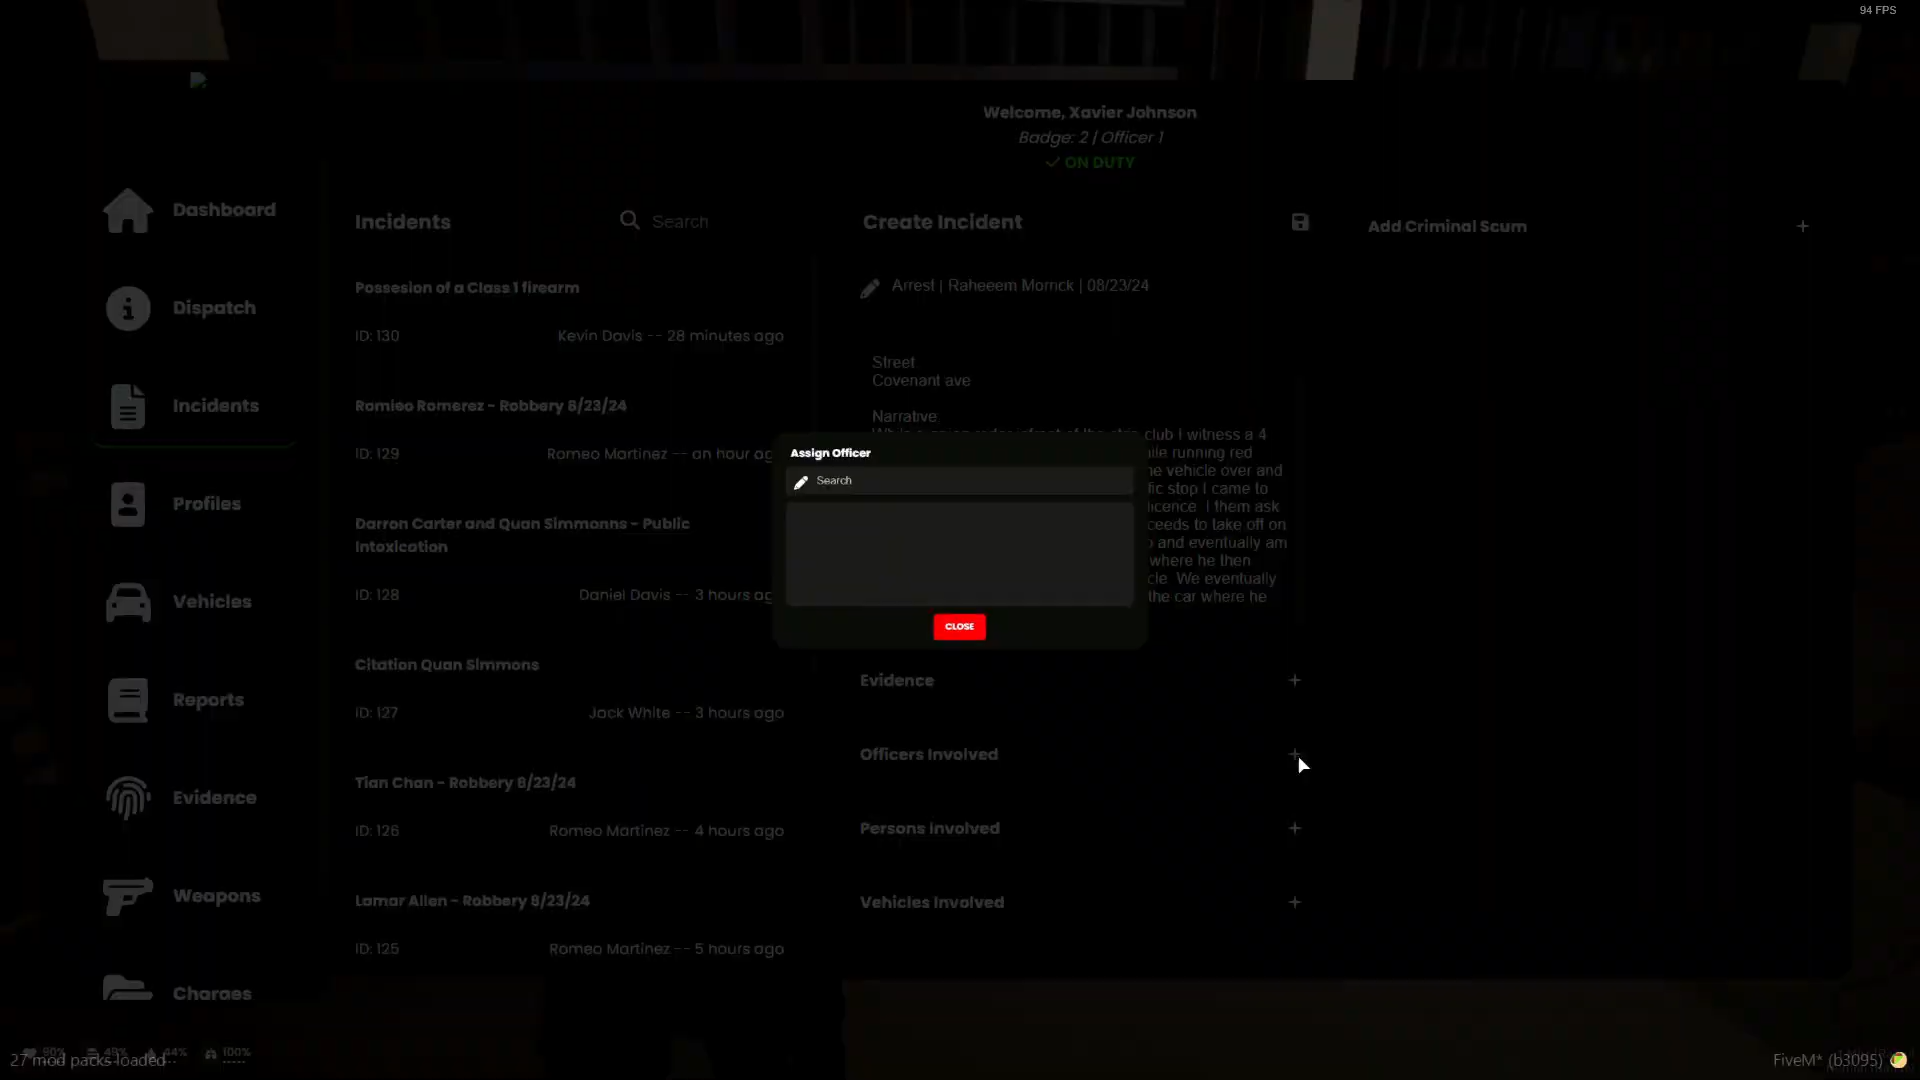 94 FPS
Welcome, Xavier Johnson
Badge: 2 | Officer 1
ON DUTY
Dashboard
Dispatch
Incidents
Profiles
Vehicles
Reports
Evidence
Weapons
Charges
Incidents
Search
Possesion of a Class 1 firearm
ID: 130 Kevin Davis -- 28 minutes ago
Romieo Romerez - Robbery 8/23/24
ID: 129 Romeo Martinez -- an hour ag
Darron Carter and Quan Simmonns - Public
Intoxication
ID: 128 Daniel Davis -- 3 hours ag
Citation Quan Simmons
ID: 127 Jack White -- 3 hours ago
Tian Chan - Robbery 8/23/24
ID: 126 Romeo Martinez -- 4 hours ago
Lamar Allen - Robbery 8/23/24
ID: 125 Romeo Martinez -- 5 hours ago
Create Incident
Arrest | Raheeem Morrick | 08/23/24
Street
Covenant ave
Narrative
club I witness a 4
ile running red
he vehicle over and
fic stop I came to
licence I them ask
ceeds to take off on
and eventually am
where he then
cle We eventually
the car where he
Assign Officer
Search
CLOSE
Evidence
Officers Involved
Persons Involved
Vehicles Involved
Add Criminal Scum
90% 48% 44% 100%
27 mod packs loaded
FiveM* (b3095)